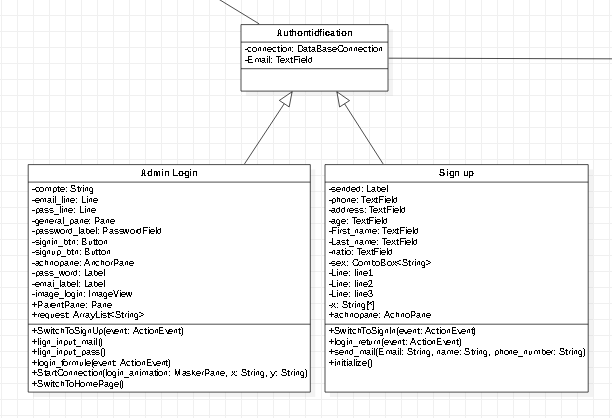 Authontidfication
-connection: DataBaseConnection
-Email: TextField
Admin Login
-compte: String
-email_line: Line
-pass_line: Line
-general_pane: Pane
-password_label: PasswordField
-signin_btn: Button
-signup_btn: Button
-achnopane: AnchorPane
-pass_word: Label
-emai_label: Label
-image_login: ImageView
+ParentPane: Pane
+request: ArrayList<String>
+SwitchToSignUp(event: ActionEvent)
+lign_input_mail()
+lign_input_pass()
+login_formule(event: ActionEvent)
+StartConnection(login_animation: MaskerPane, x: String, y: String)
+SwitchToHomePage()
Sign up
-sended: Label
-phone: TextField
-address: TextField
-age: TextField
-First_name: TextField
-Last_name: TextField
-natio: TextField
-sex: ComboBox<String>
-Line: line1
-Line: line2
-Line: line3
-x: String[*]
+achnopane: AchnoPane
+SwitchToSignIn(event: ActionEvent)
+login_return(event: ActionEvent)
+send_mail(Email: String, name: String, phone_number: String)
+initialize()